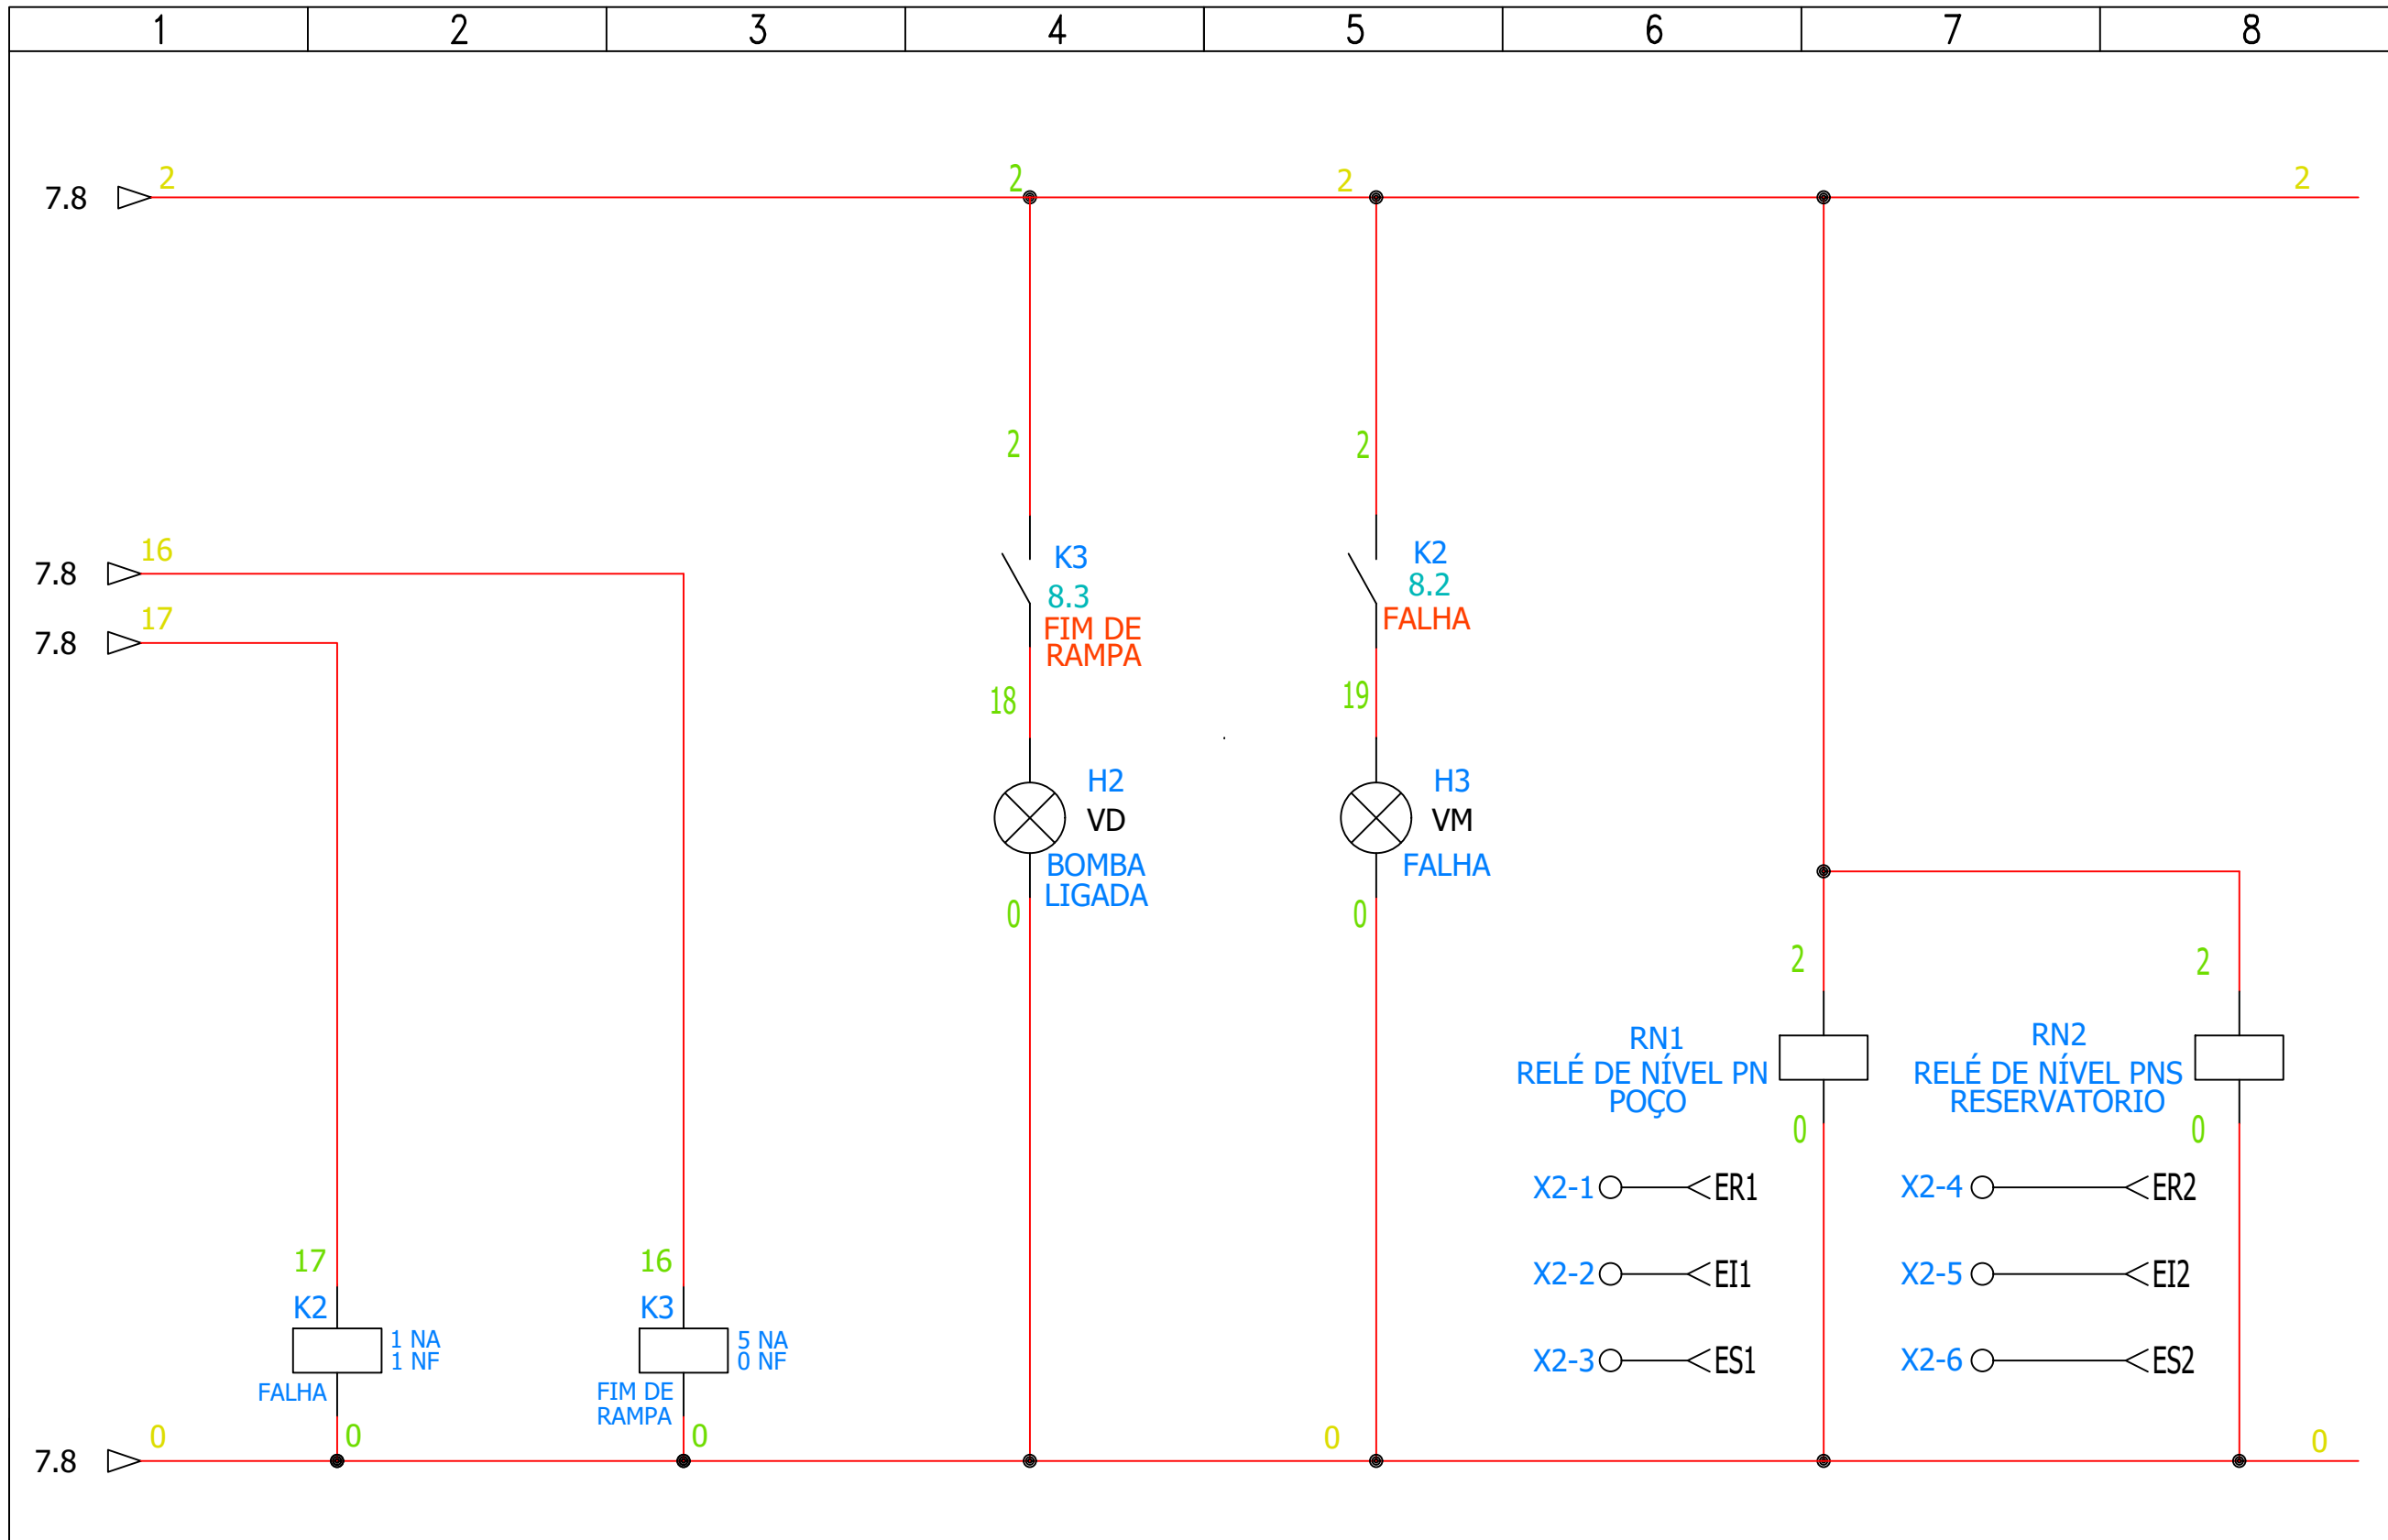 1 2 3 4 5 6 7 8
7.8 2 2 2 2
2 2
7.8 16
7.8 17
K3
8.3
FIM DE
RAMPA
K2
8.2
FALHA
18 19
H2
VD
BOMBA
LIGADA
0
H3
VM
FALHA
0
2 2
RN1
RELÉ DE NÍVEL PN
POÇO
0
RN2
RELÉ DE NÍVEL PNS
RESERVATORIO
0
X2-1 ER1
X2-2 EI1
X2-3 ES1
X2-4 ER2
X2-5 EI2
X2-6 ES2
17
K2
1 NA
1 NF
FALHA
0
16
K3
5 NA
0 NF
FIM DE
RAMPA
0
7.8 0 0 0